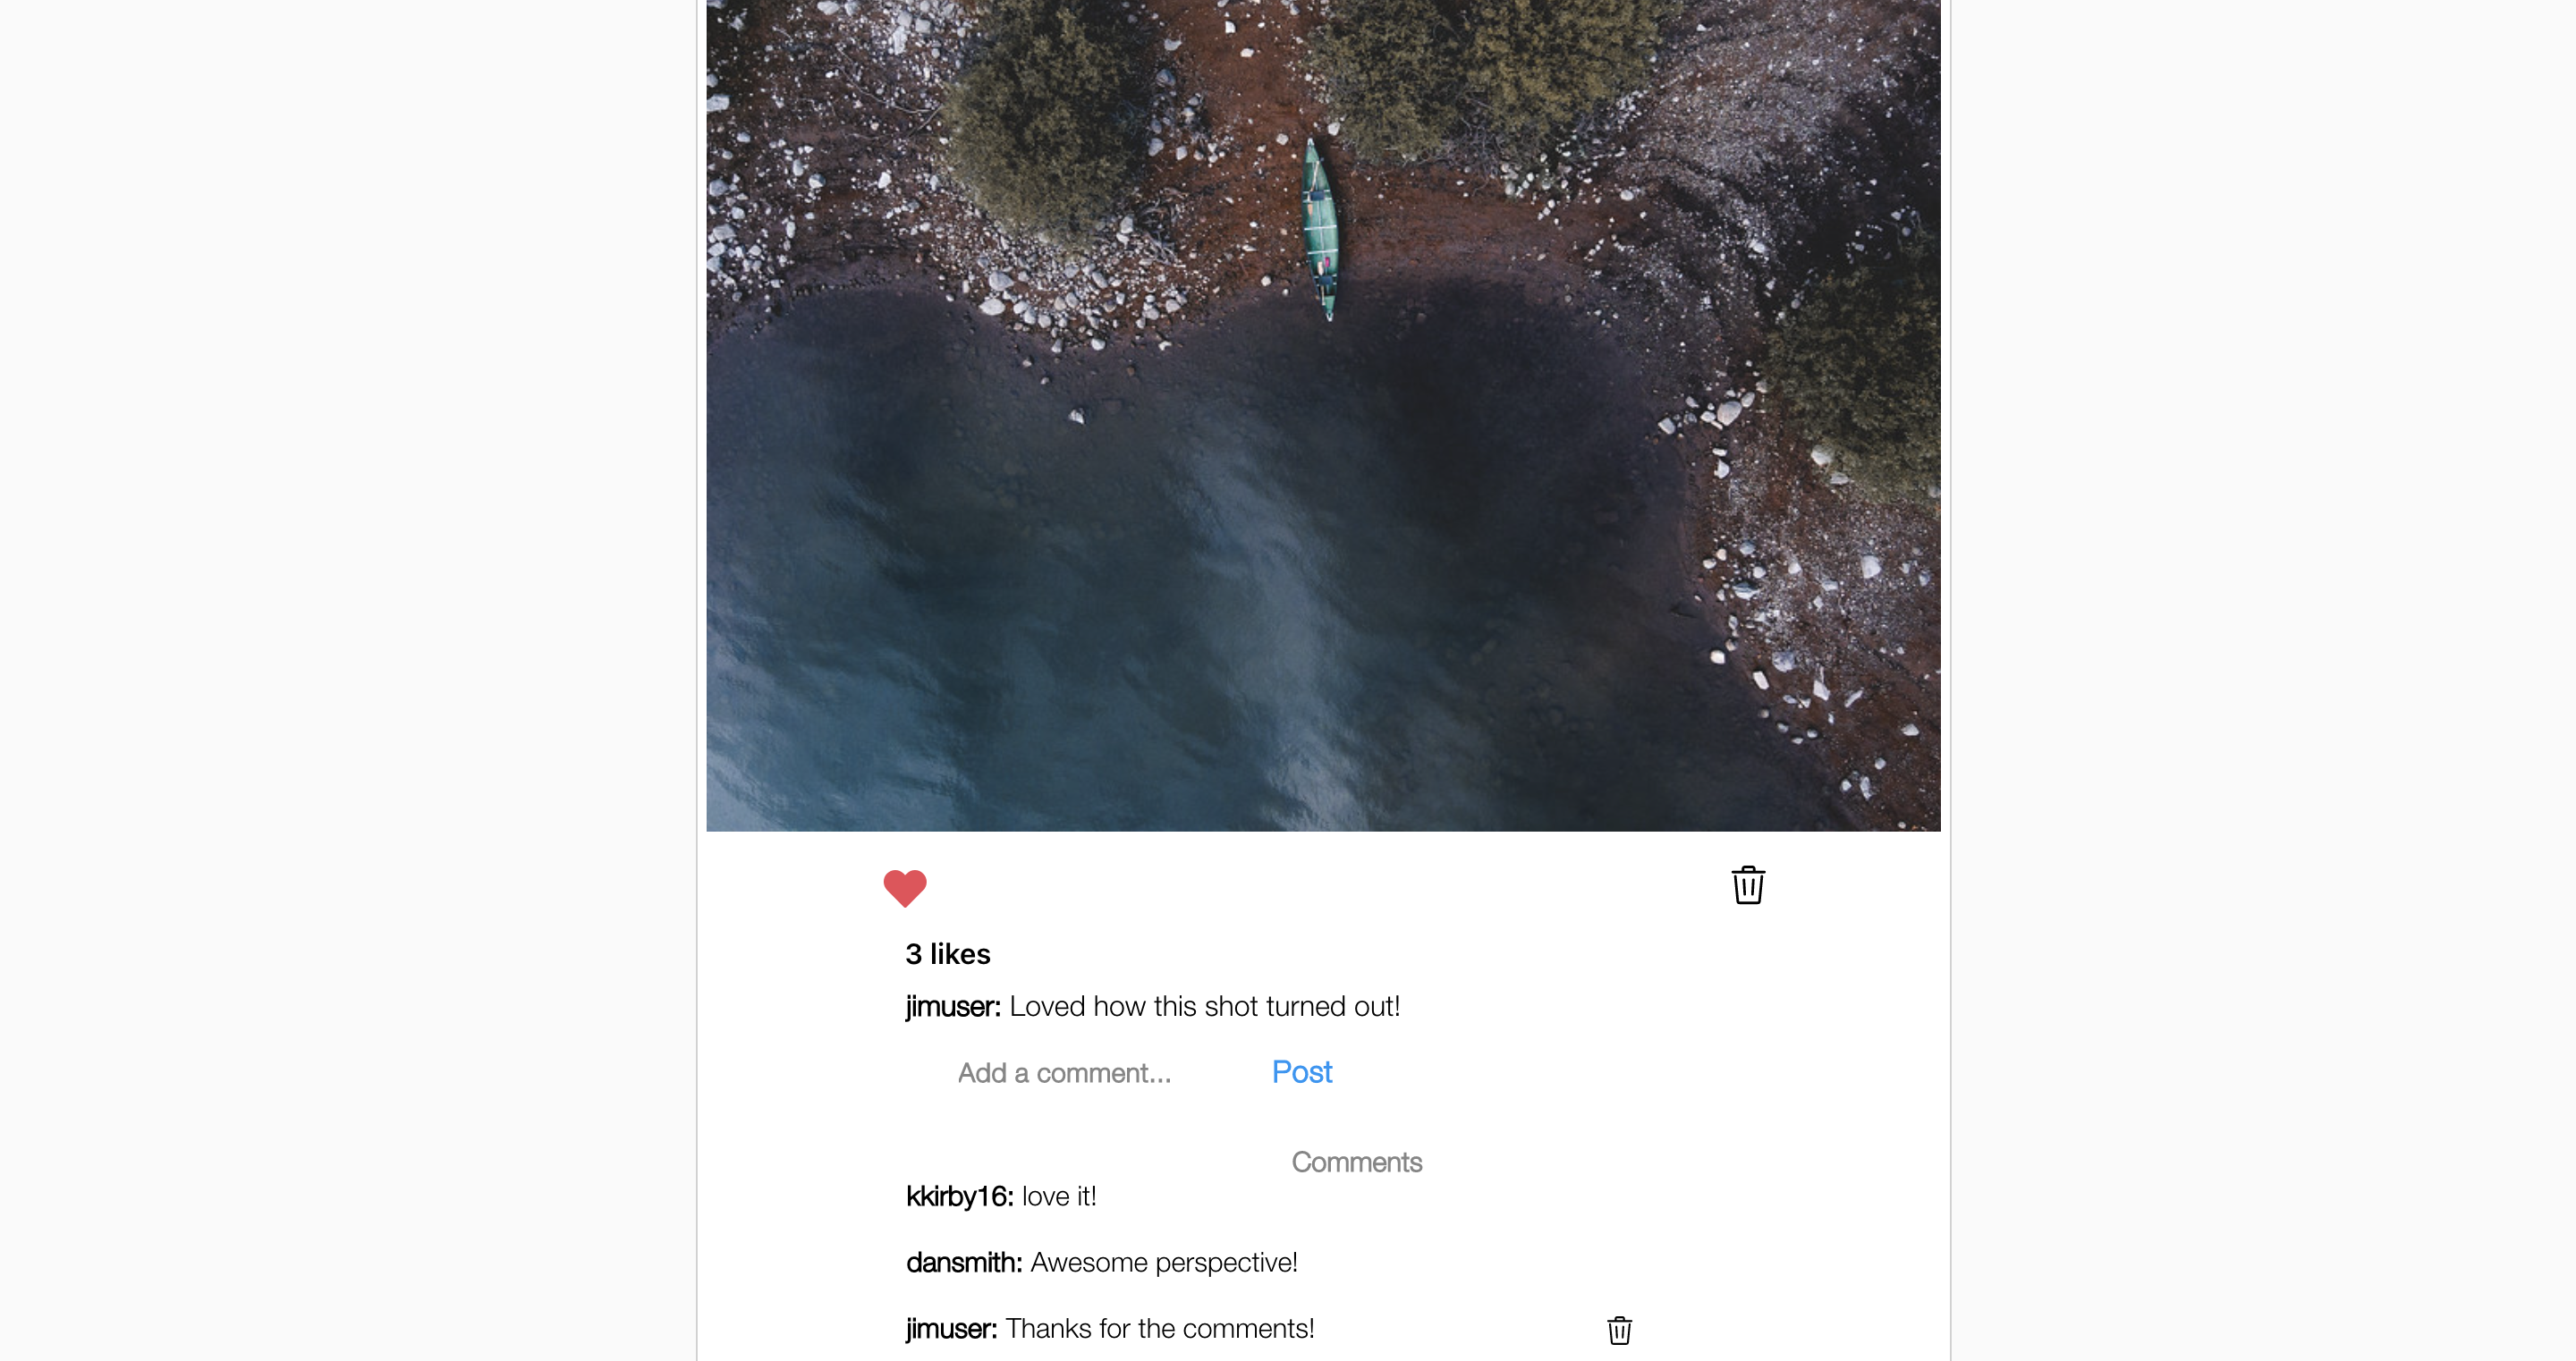 3 likes
jimuser: Loved how this shot turned out!
Add a comment... Post
Comments
kkirby16: love it!
dansmith: Awesome perspective!
jimuser: Thanks for the comments!